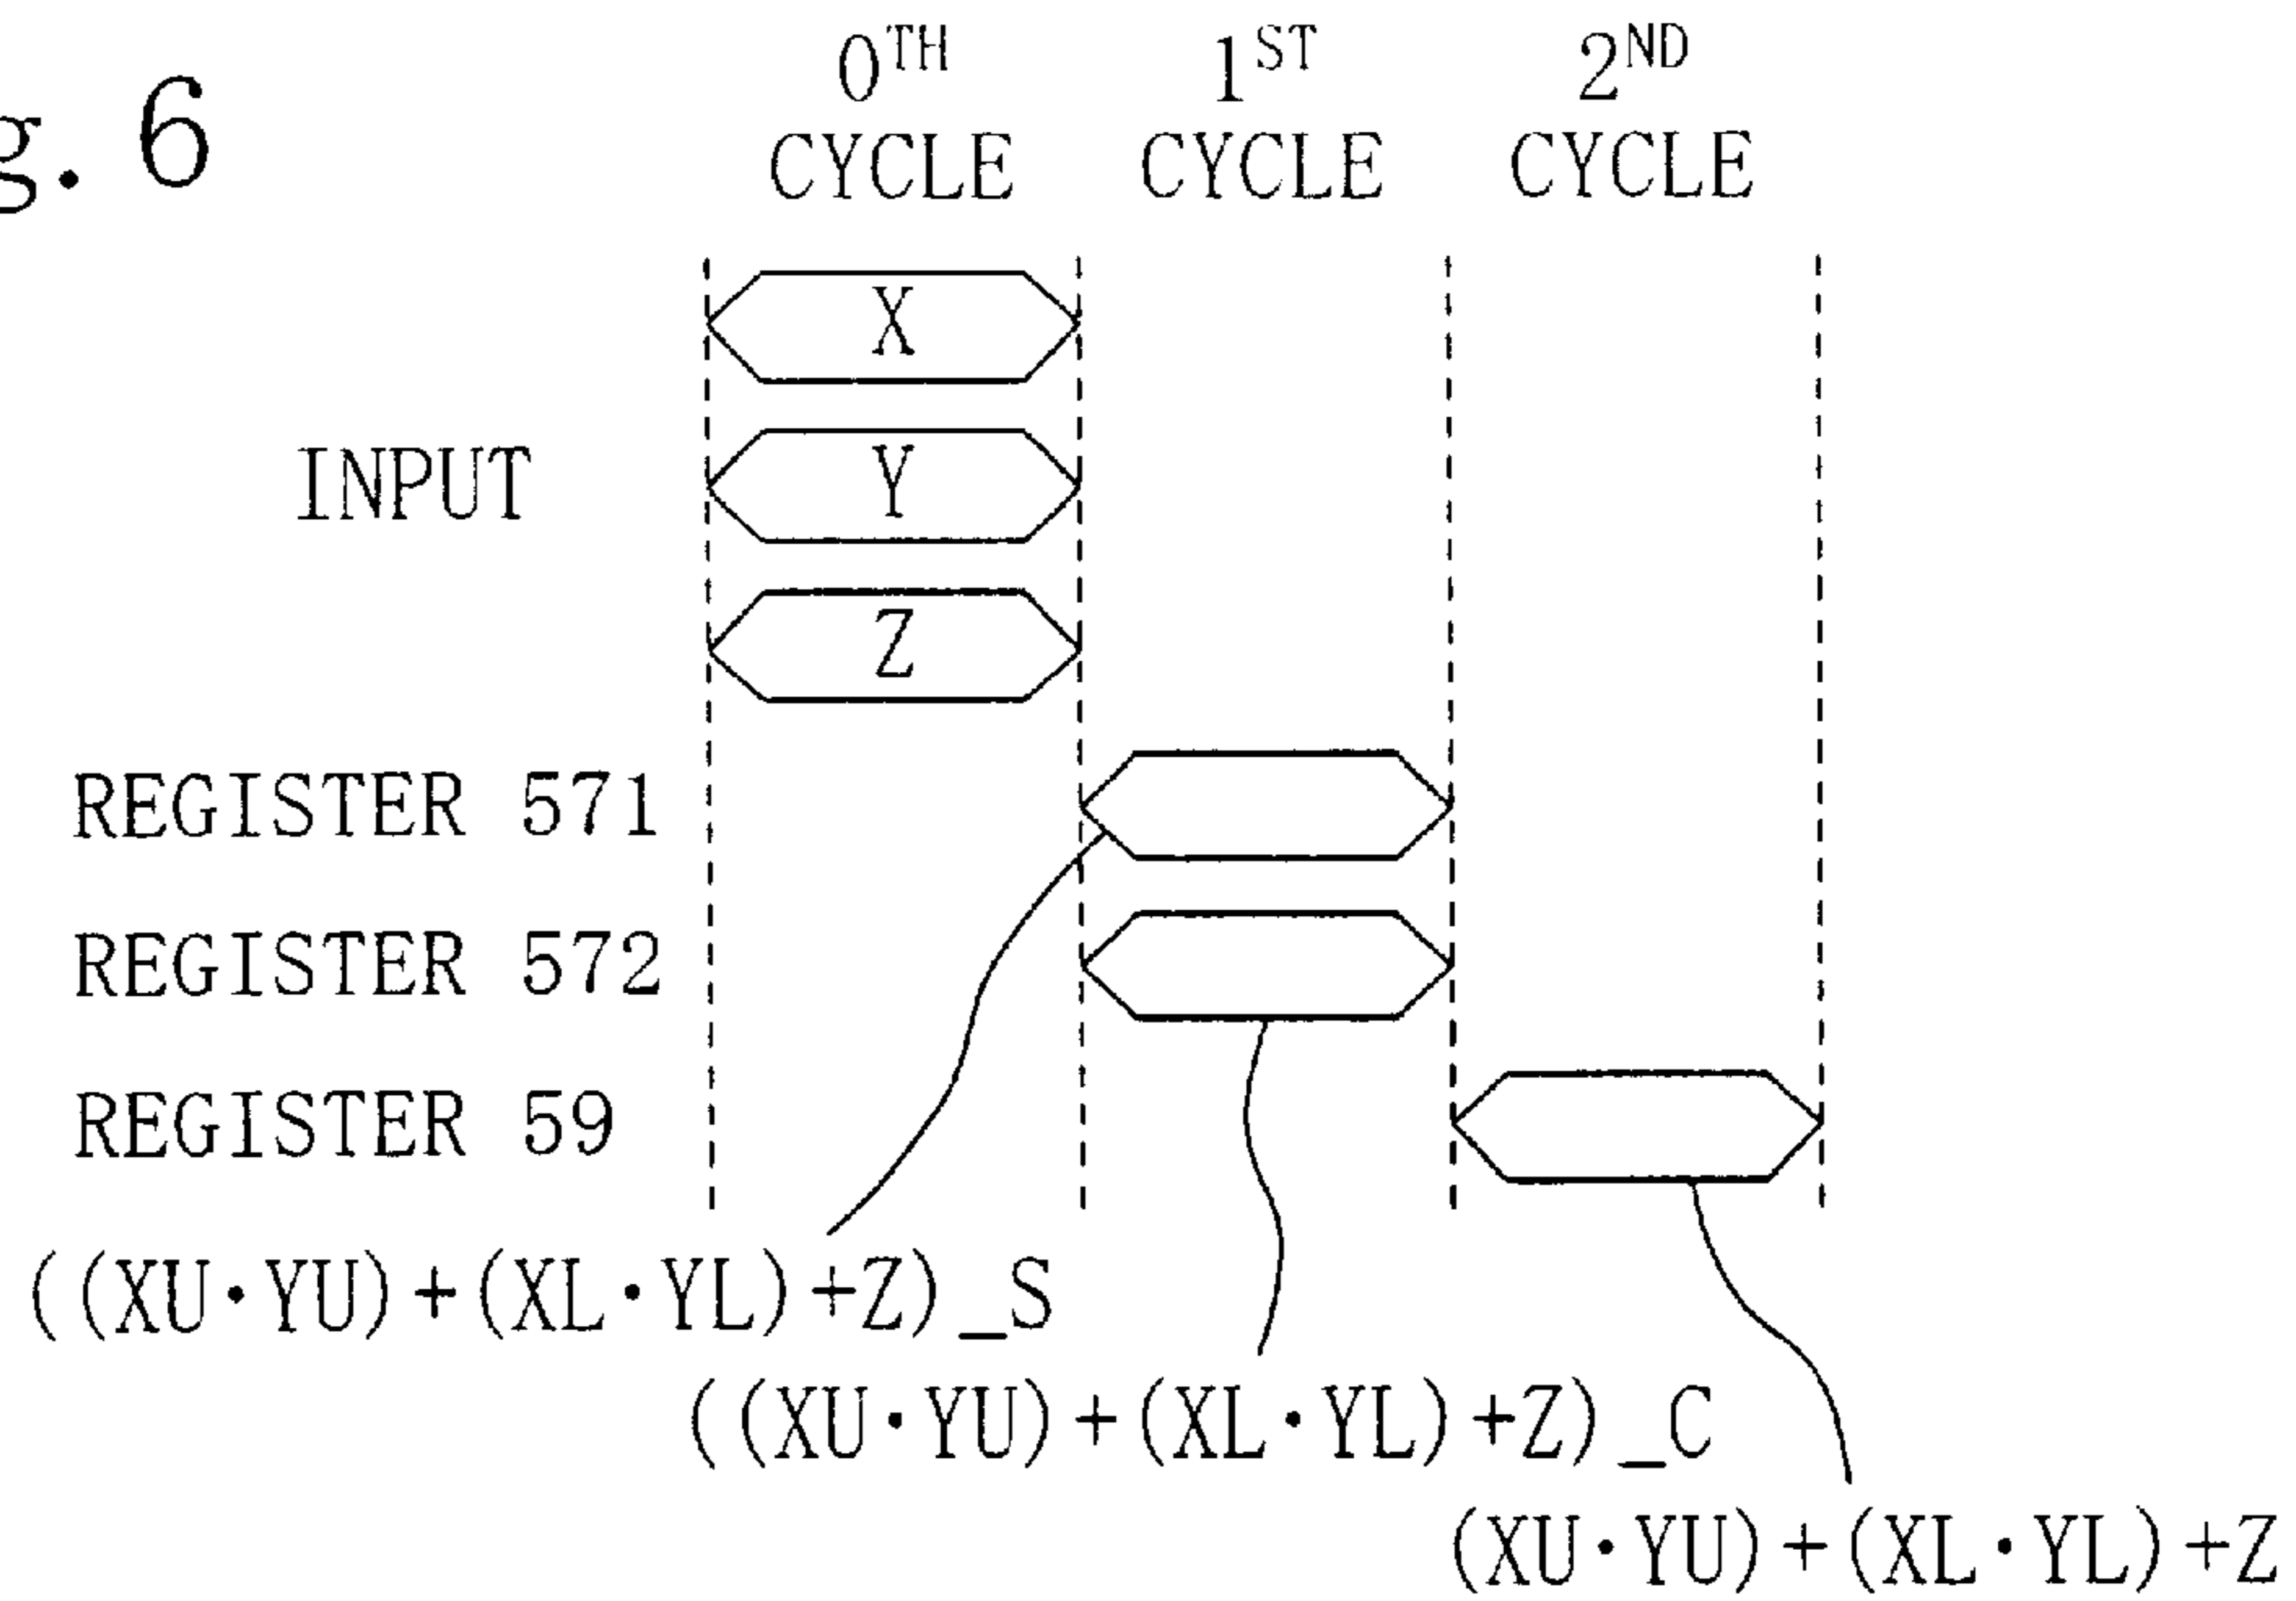 g. 6
0TH CYCLE
1ST CYCLE
2ND CYCLE
X
INPUT
Y
Z
REGISTER 571
REGISTER 572
REGISTER 59
((XU·YU)+(XL·YL)+Z)_S
((XU·YU)+(XL·YL)+Z)_C
(XU·YU)+(XL·YL)+Z